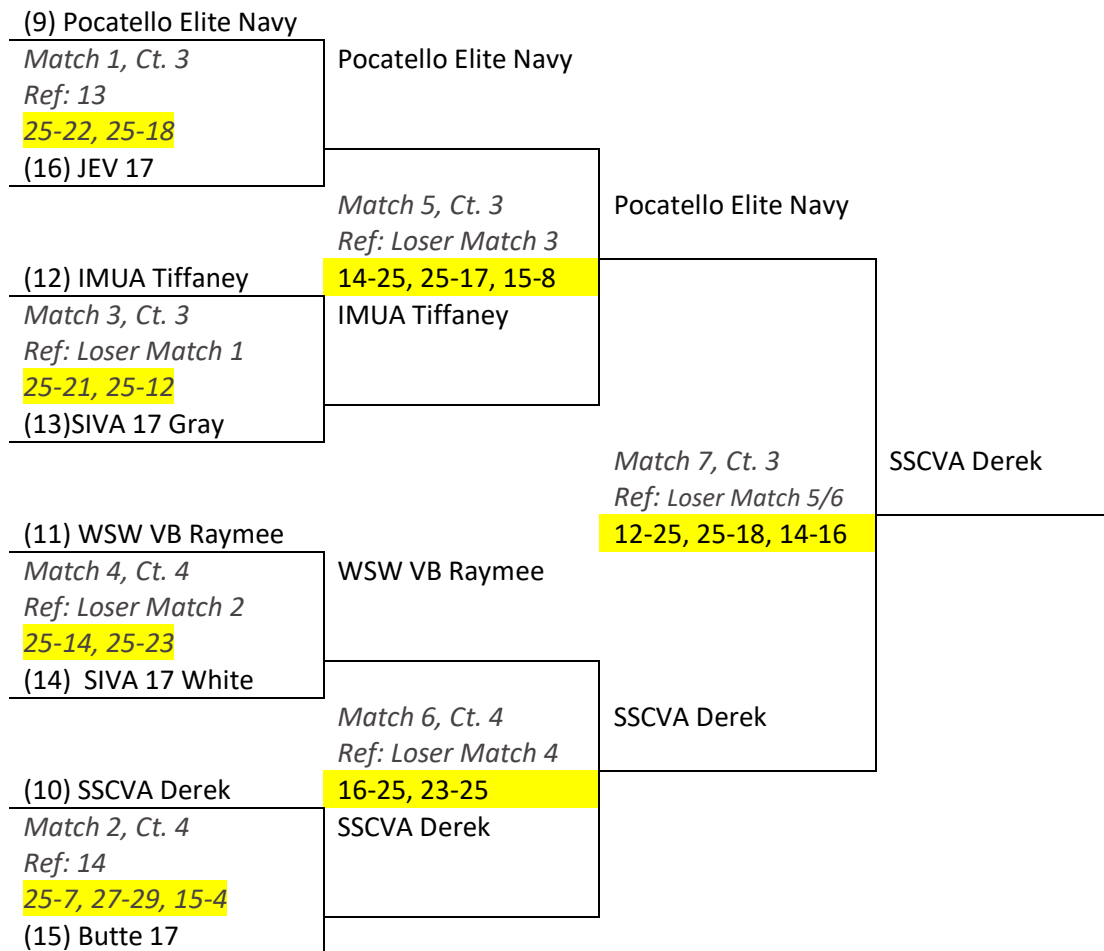 (9) Pocatello Elite Navy
Match 1, Ct. 3
Ref: 13
25-22, 25-18
(16) JEV 17
Pocatello Elite Navy
(12) IMUA Tiffaney
Match 3, Ct. 3
Ref: Loser Match 1
25-21, 25-12
(13)SIVA 17 Gray
Match 5, Ct. 3
Ref: Loser Match 3
14-25, 25-17, 15-8
IMUA Tiffaney
Pocatello Elite Navy
(11) WSW VB Raymee
Match 4, Ct. 4
Ref: Loser Match 2
25-14, 25-23
(14)  SIVA 17 White
WSW VB Raymee
(10) SSCVA Derek
Match 2, Ct. 4
Ref: 14
25-7, 27-29, 15-4
(15) Butte 17
Match 6, Ct. 4
Ref: Loser Match 4
16-25, 23-25
SSCVA Derek
SSCVA Derek
Match 7, Ct. 3
Ref: Loser Match 5/6
12-25, 25-18, 14-16
SSCVA Derek